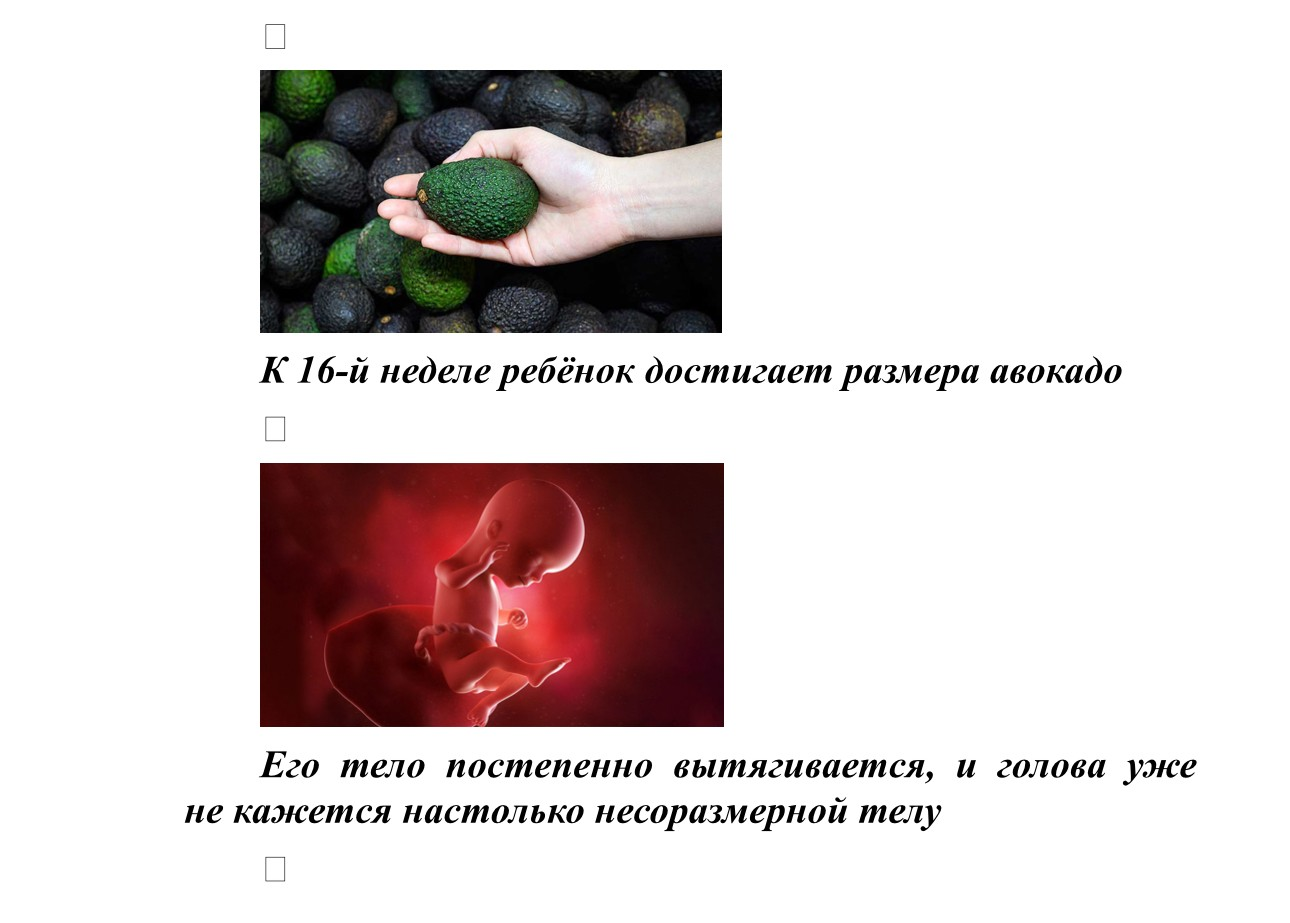 К 16-й неделе ребёнок достигает размера авокадо
Его тело постепенно вытягивается, и голова уже
не кажется настолько несоразмерной телу